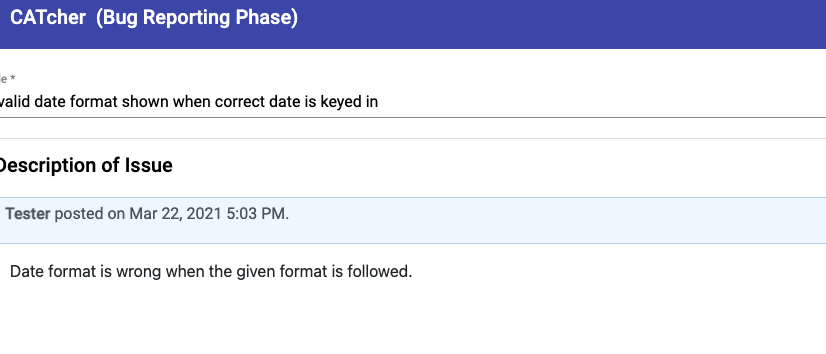 CATcher (Bug Reporting Phase)
le *
valid date format shown when correct date is keyed in
Description of Issue
Tester posted on Mar 22, 2021 5:03 PM.
Date format is wrong when the given format is followed.